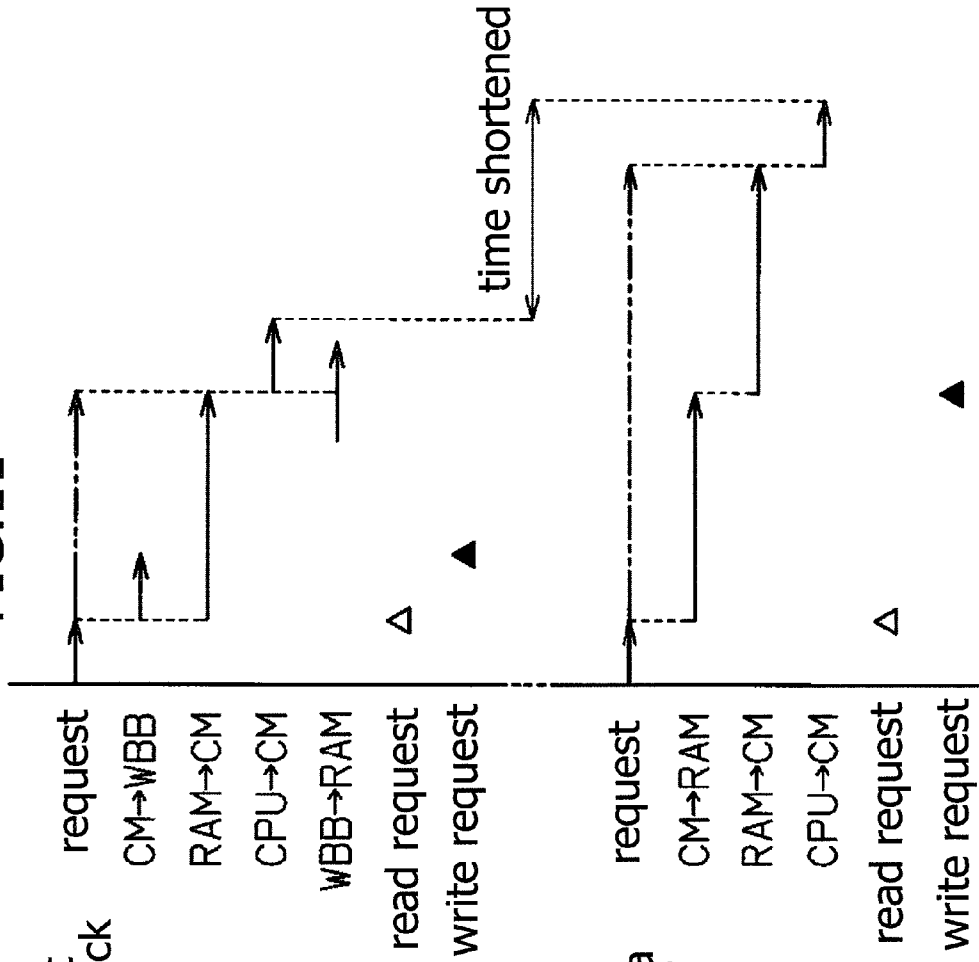 ck
request
CM→WBB
RAM→CM
CPU→CM
WBB→RAM
read request
write request
time shortened
a
request
CM→RAM
RAM→CM
CPU→CM
read request
write request